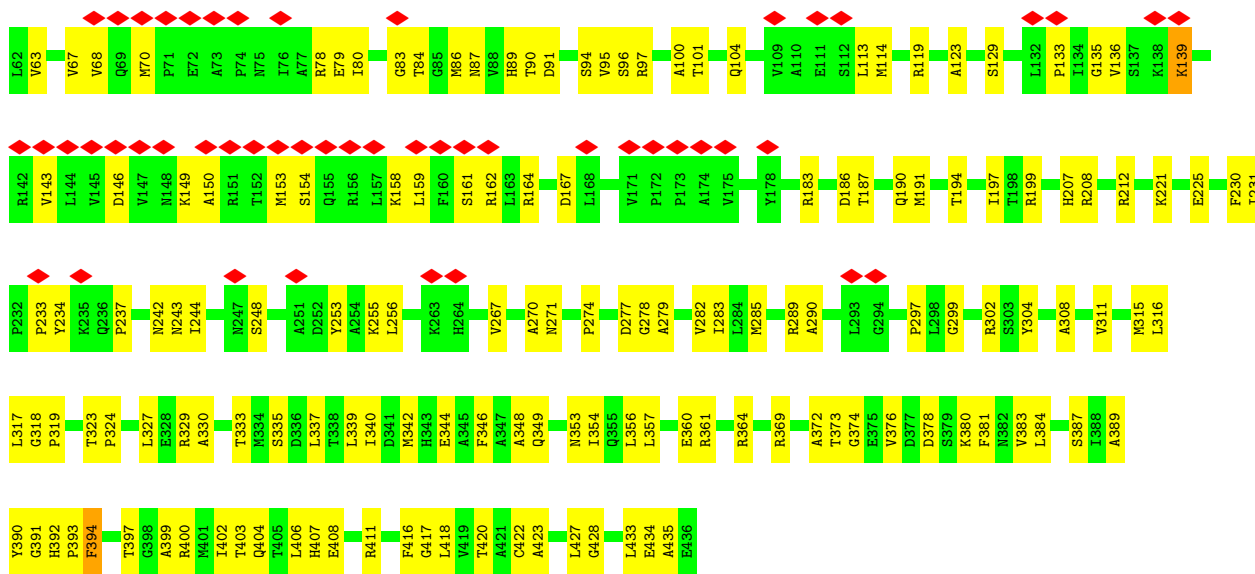 L62 V63 V67 V68 Q69 M70 P71 E72 A73 P74 N75 I76 A77 R78 E79 I80 G83 T84 G85 M86 N87 V88 H89 T90 D91 S94 V95 S96 R97 A100 T101 Q104 V109 A110 E111 S112 L113 M114 R119 A123 S129 L132 P133 I134 G135 V136 S137 K138 K139
R142 V143 L144 V145 D146 V147 N148 K149 A150 R151 T152 M153 S154 Q155 R156 L157 K158 L159 F160 S161 R162 L163 R164 D167 L168 V171 P172 P173 A174 V175 Y178 R183 D186 T187 Q190 M191 T194 I197 T198 R199 H207 R208 R212 K221 E225 F230 I231
P232 P233 Y234 K235 Q236 P237 N242 N243 I244 N247 S248 A251 D252 Y253 A254 K255 L256 K263 H264 V267 A270 N271 P274 D277 G278 A279 V282 I283 L284 M285 R289 A290 L293 G294 P297 L298 G299 R302 S303 Y304 A308 V311 M315 L316
L317 G318 P319 T323 P324 L327 E328 R329 A330 T333 M334 S335 D336 L337 T338 L339 I340 D341 M342 H343 E344 A345 F346 A347 A348 Q349 N353 I354 Q355 L356 L357 E360 R361 R364 R369 A372 T373 G374 E375 V376 D377 D378 S379 K380 F381 N382 V383 L384 S387 I388 A389
Y390 G391 H392 P393 F394 T397 G398 A399 R400 M401 I402 T403 Q404 T405 L406 H407 E408 R411 F416 G417 L418 V419 T420 A421 C422 A423 L427 G428 L433 E434 A435 E436